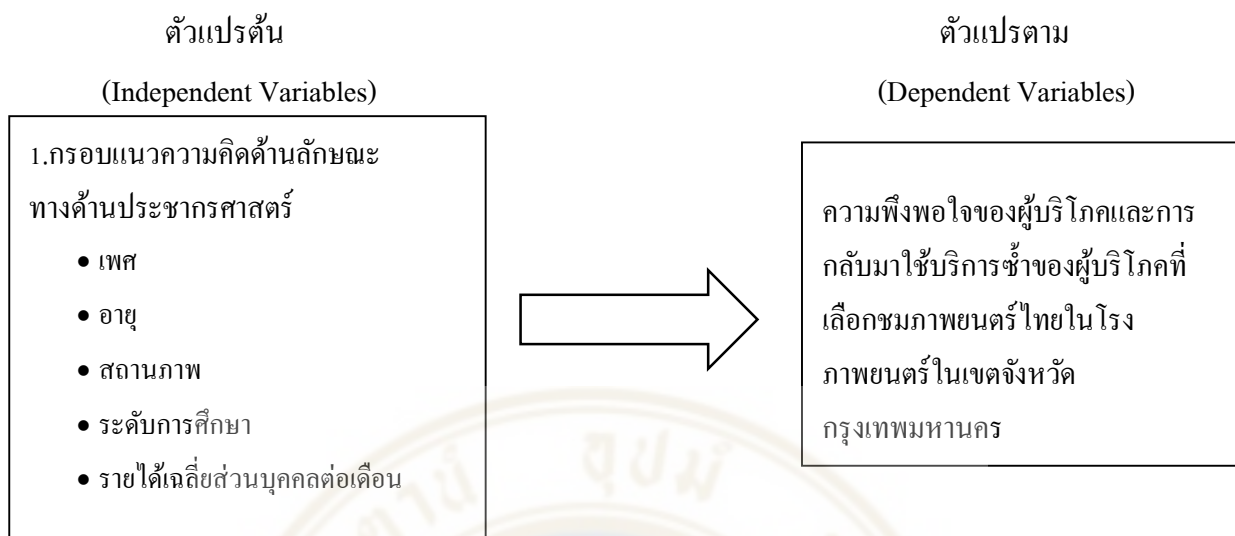 ตัวแปรต้น
(Independent Variables)
1.กรอบแนวความคิดด้านลักษณะ
ทางด้านประชากรศาสตร์
• เพศ
• อายุ
• สถานภาพ
• ระดับการศึกษา
• รายได้เฉลี่ยส่วนบุคคลต่อเดือน
ตัวแปรตาม
(Dependent Variables)
ความพึงพอใจของผู้บริโภคและการ
กลับมาใช้บริการซ้ำของผู้บริโภคที่
เลือกชมภาพยนตร์ไทยในโรง
ภาพยนตร์ในเขตจังหวัด
กรุงเทพมหานคร
อุปมํ